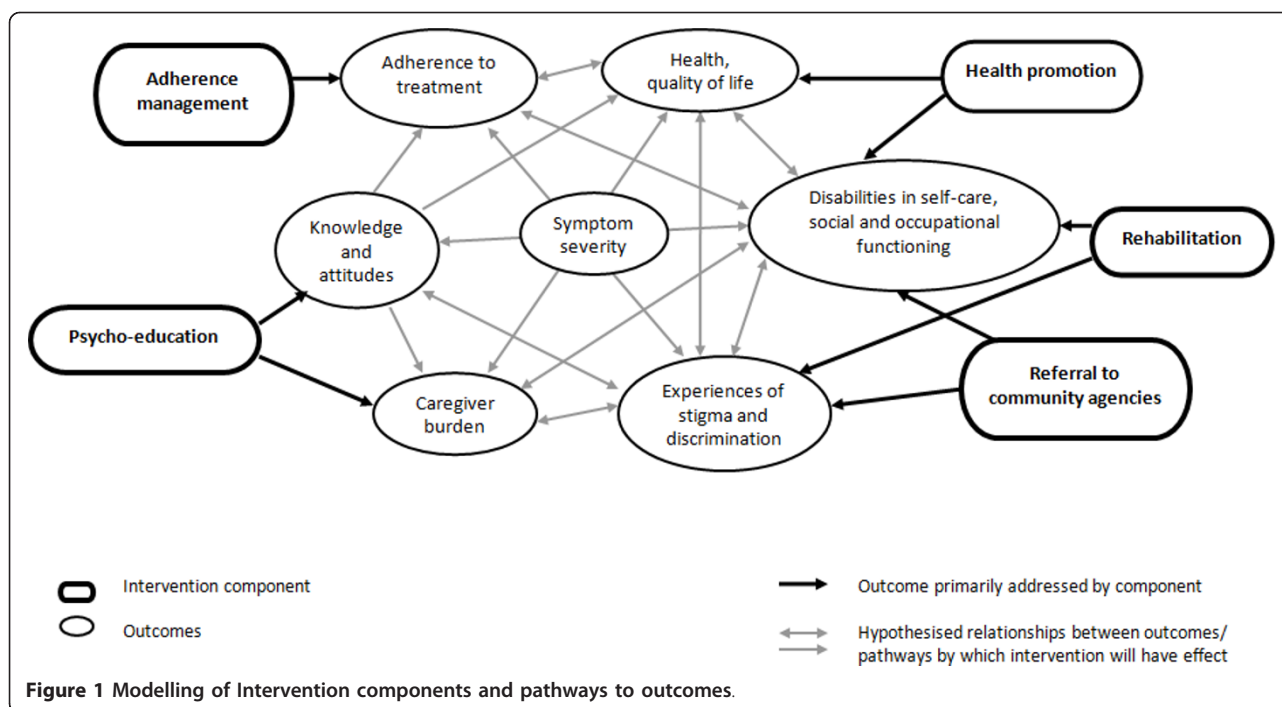 Adherence
management
Adherence to
treatment
Health,
quality of life
Health promotion
Knowledge
and
attitudes
Symptom
severity
Disabilities in self-care,
social and occupational
functioning
Rehabilitation
Psycho-education
Caregiver
burden
Experiences of
stigma and
discrimination
Referral to
community agencies
Intervention component
Outcomes
Outcome primarily addressed by component
Hypothesised relationships between outcomes/
pathways by which intervention will have effect
Figure 1 Modelling of Intervention components and pathways to outcomes.